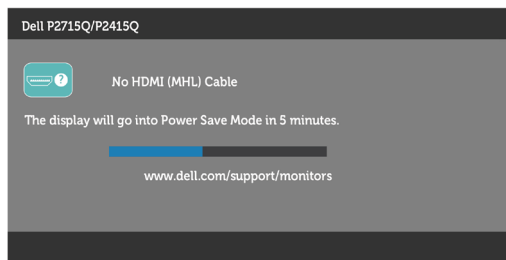 Dell P2715Q/P2415Q
?
No HDMI (MHL) Cable
The display will go into Power Save Mode in 5 minutes.
www.dell.com/support/monitors